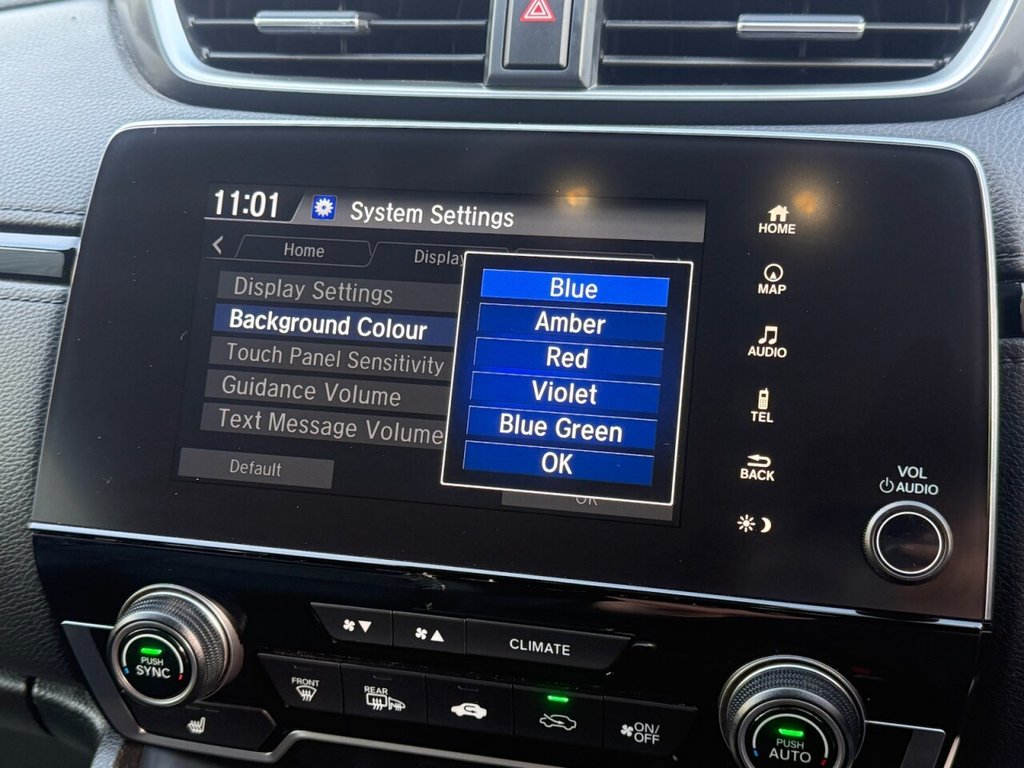 11:01 System Settings
Home Display
Display Settings
Background Colour
Touch Panel Sensitivity
Guidance Volume
Text Message Volume
Default
OK
Blue
Amber
Red
Violet
Blue Green
OK
HOME
MAP
AUDIO
TEL
BACK
VOL
AUDIO
PUSH
SYNC
CLIMATE
FRONT
REAR
ON/
OFF
PUSH
AUTO